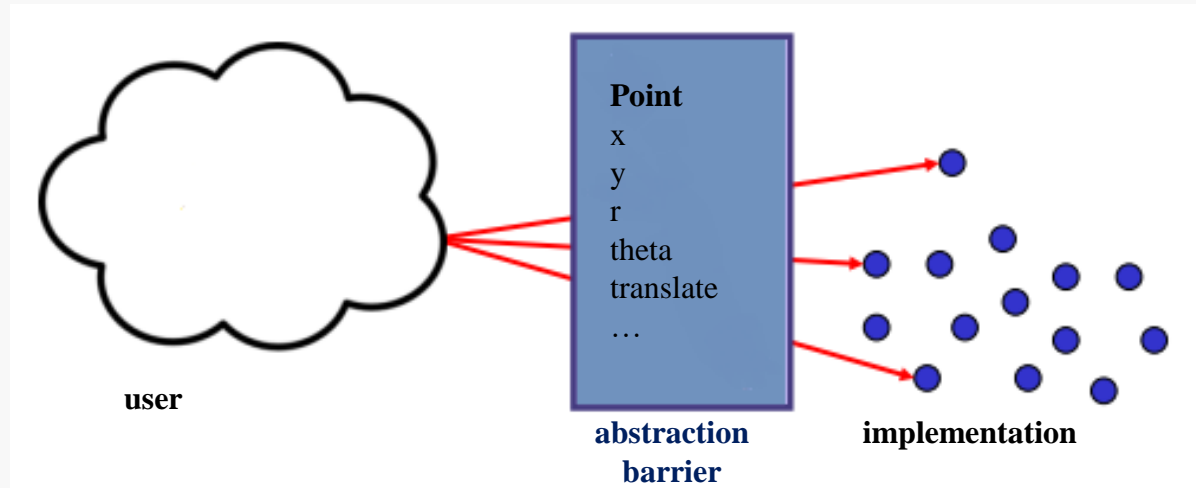 Point
x
y
r
theta
translate
…
user
abstraction
barrier
implementation